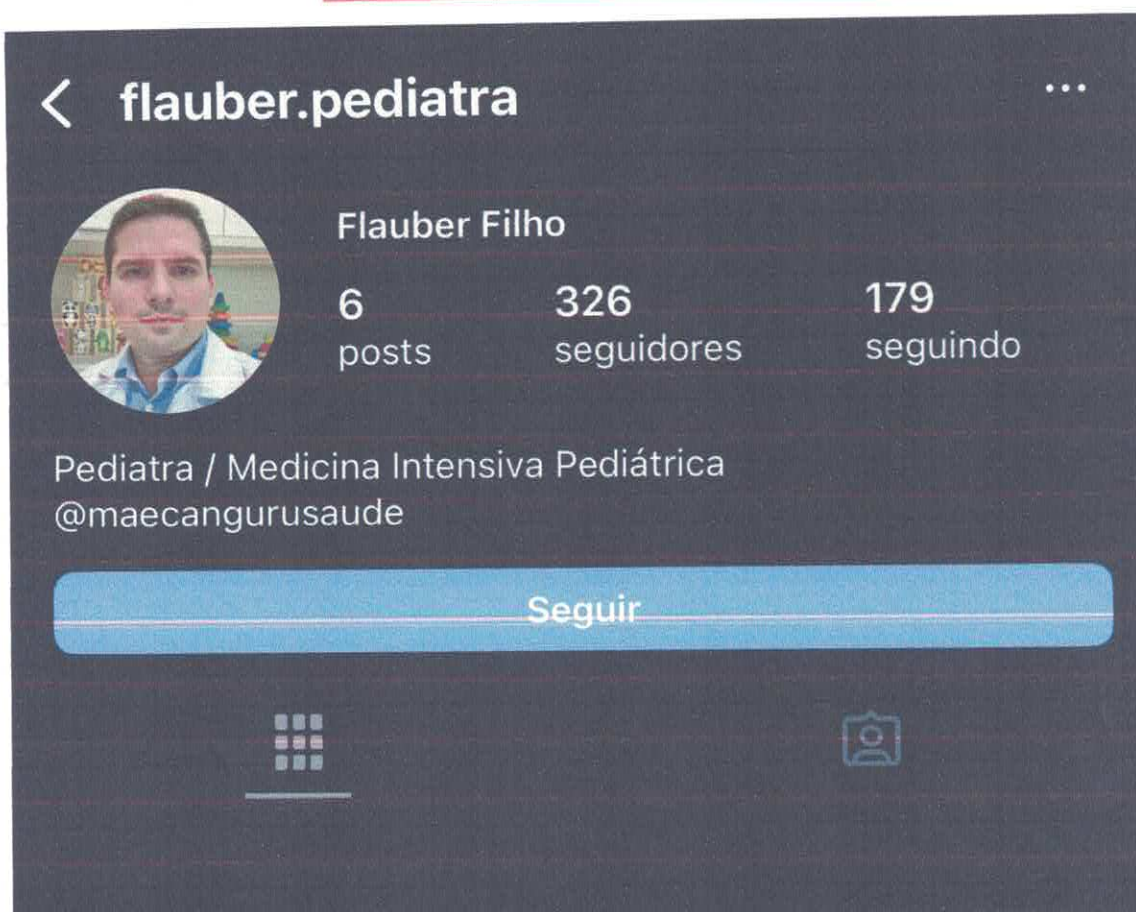 flauber.pediatra
Flauber Filho
6 326 179
posts seguidores seguindo
Pediatra / Medicina Intensiva Pediátrica
@maecangurusaude
Seguir